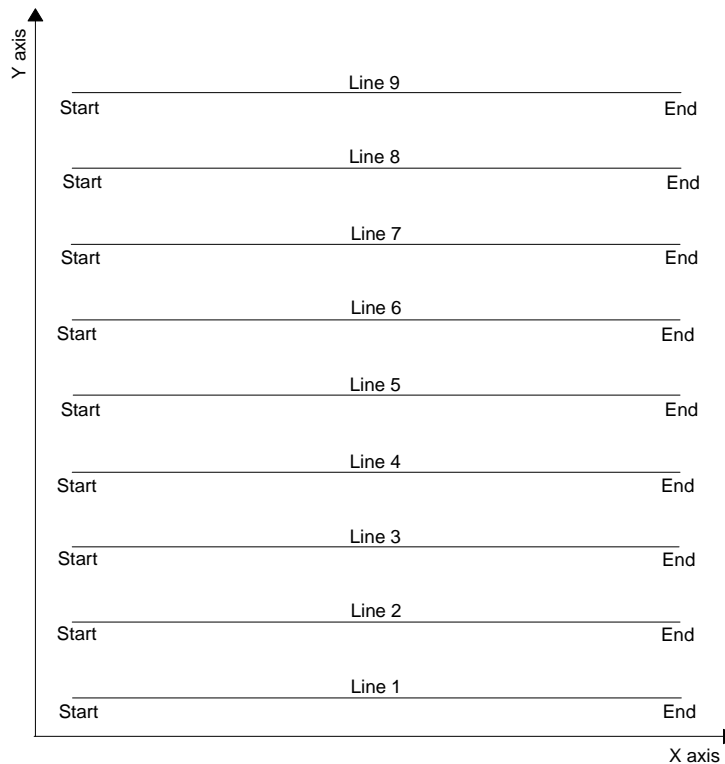 Y axis
Line 9
Start End
Line 8
Start End
Line 7
Start End
Line 6
Start End
Line 5
Start End
Line 4
Start End
Line 3
Start End
Line 2
Start End
Line 1
Start End
X axis